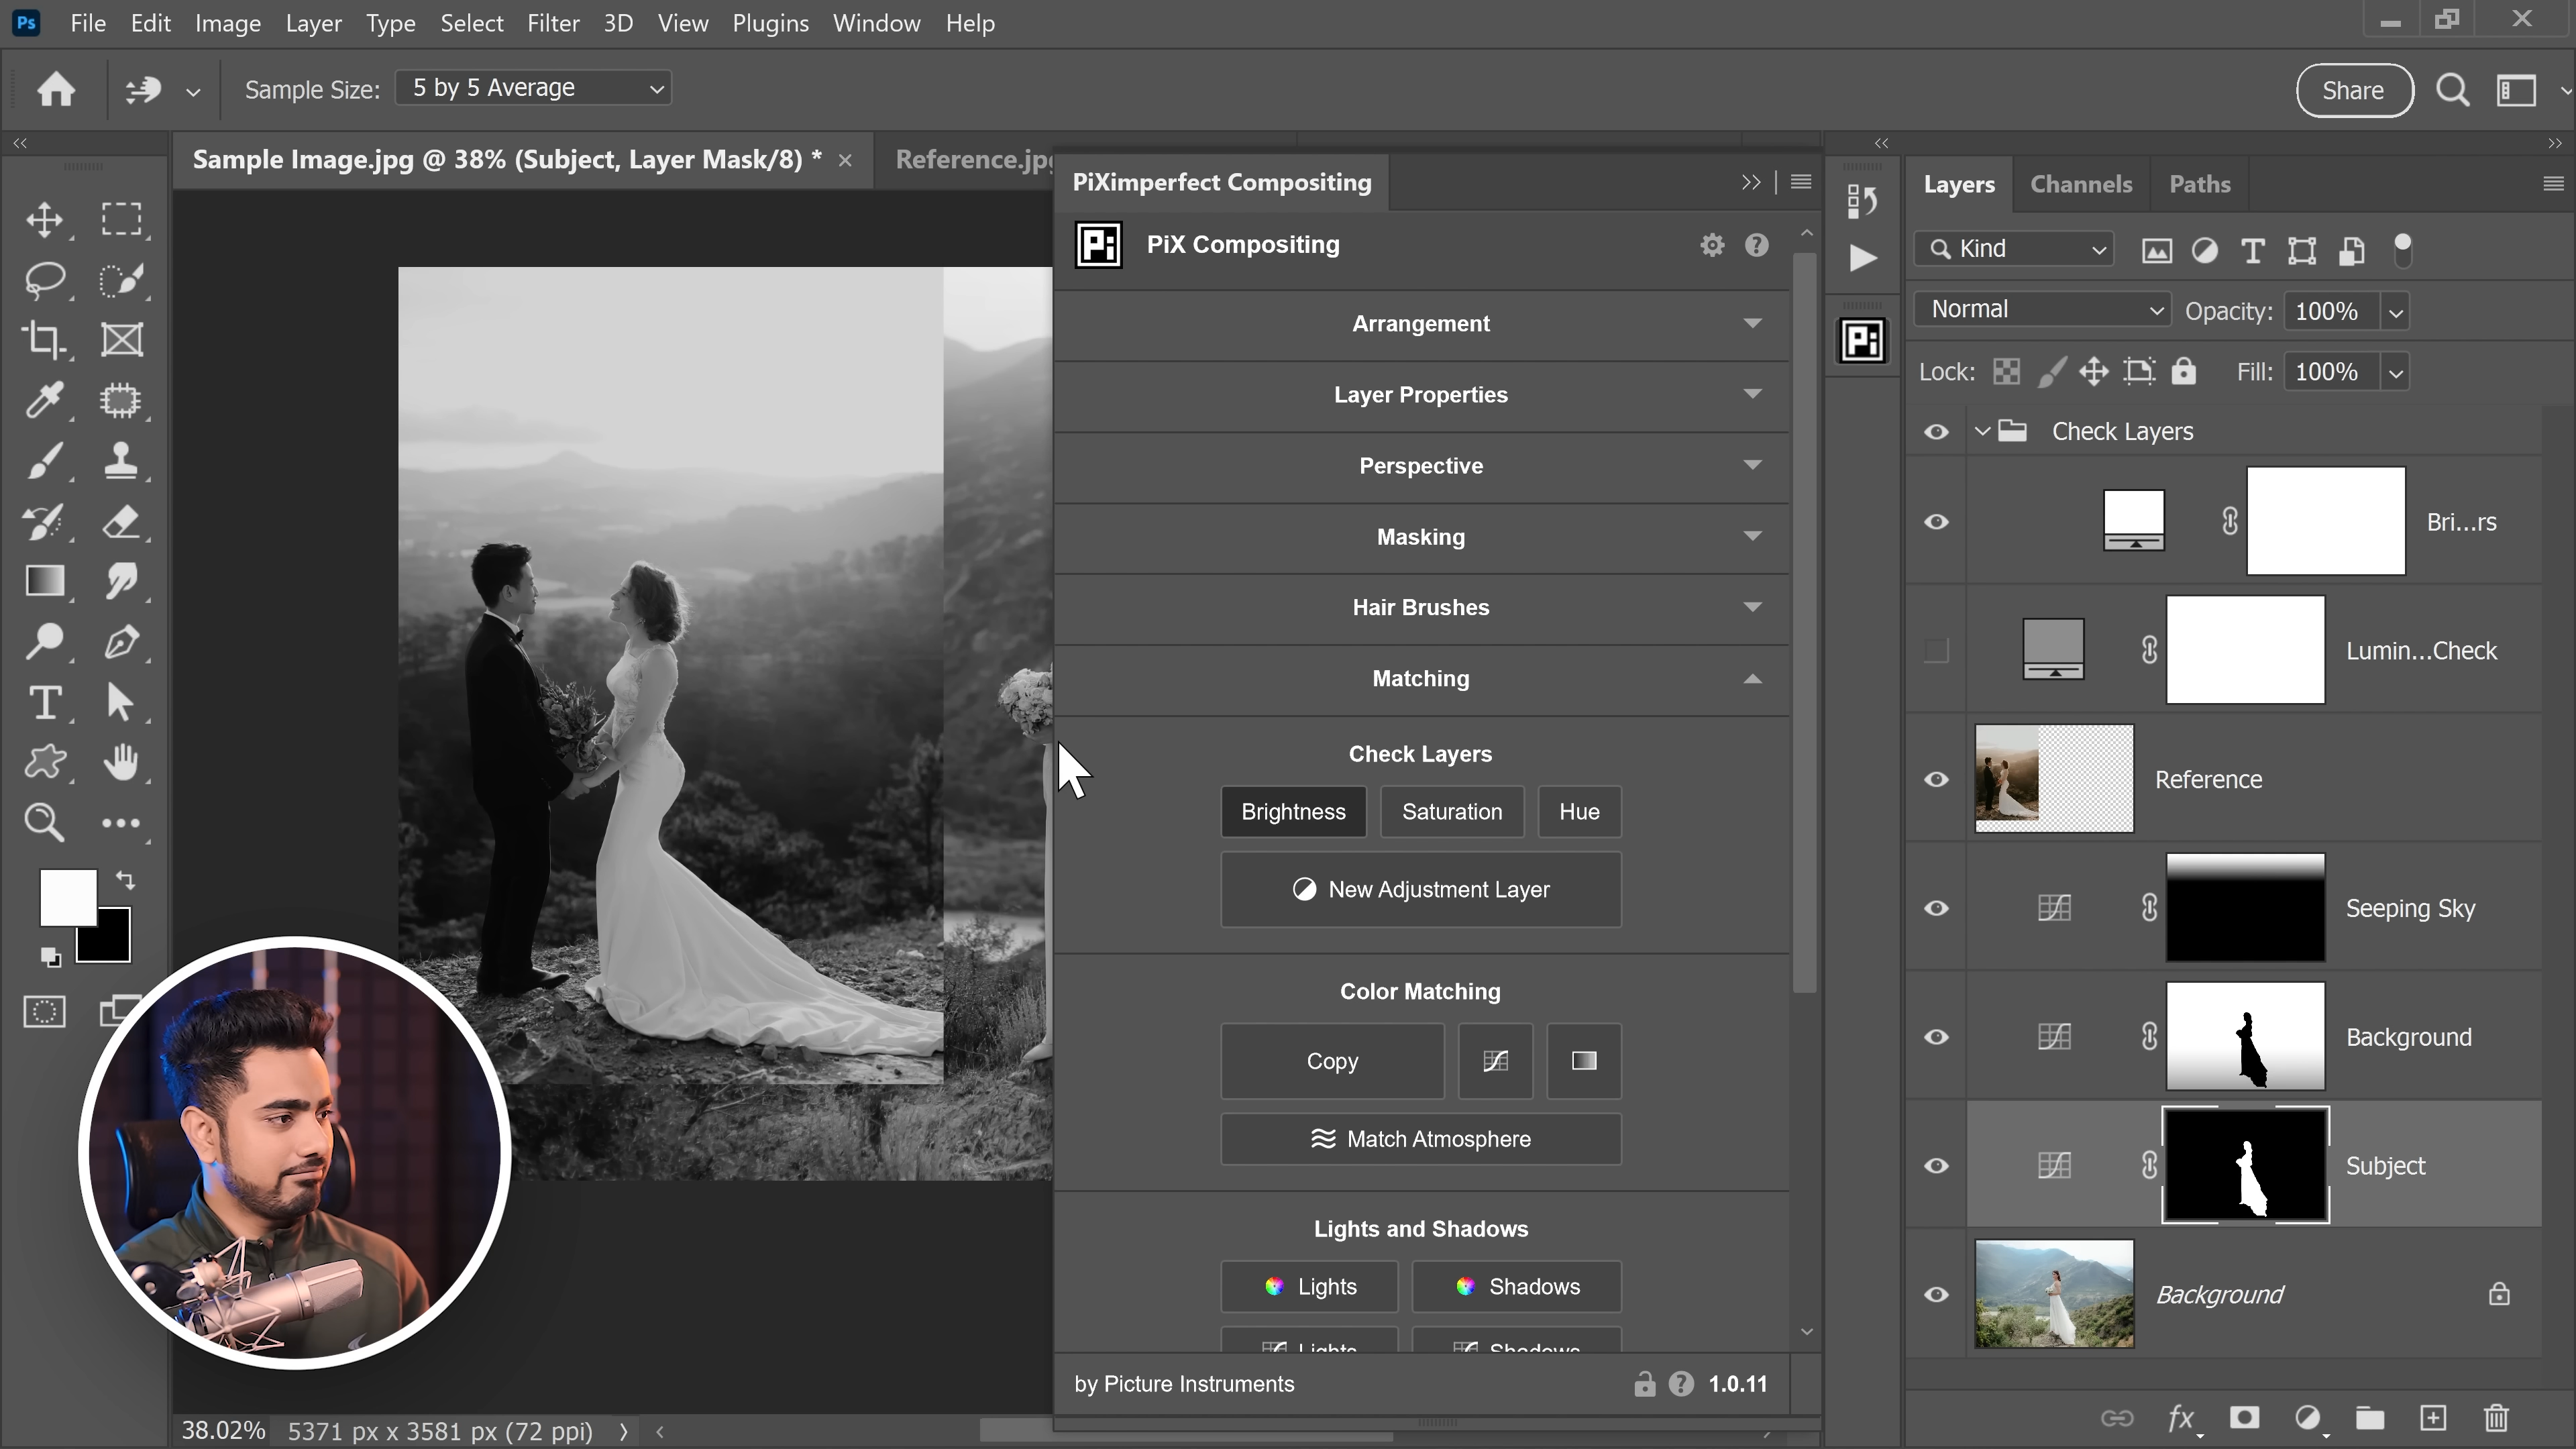 Ps File Edit Image Layer Type Select Filter 3D View Plugins Window Help
Sample Size: 5 by 5 Average
Share
Sample Image.jpg @ 38% (Subject, Layer Mask/8) *
Reference.jpg
PiXimperfect Compositing
Pi PiX Compositing
Arrangement
Layer Properties
Perspective
Masking
Hair Brushes
Matching
Check Layers
Brightness Saturation Hue
New Adjustment Layer
Color Matching
Copy
Match Atmosphere
Lights and Shadows
Lights Shadows
Lights Shadows
by Picture Instruments 1.0.11
Pi
Layers Channels Paths
Kind
Normal Opacity: 100%
Lock: Fill: 100%
Check Layers
Bri...rs
Lumin...Check
Reference
Seeping Sky
Background
Subject
Background
fx
38.02% 5371 px x 3581 px (72 ppi)